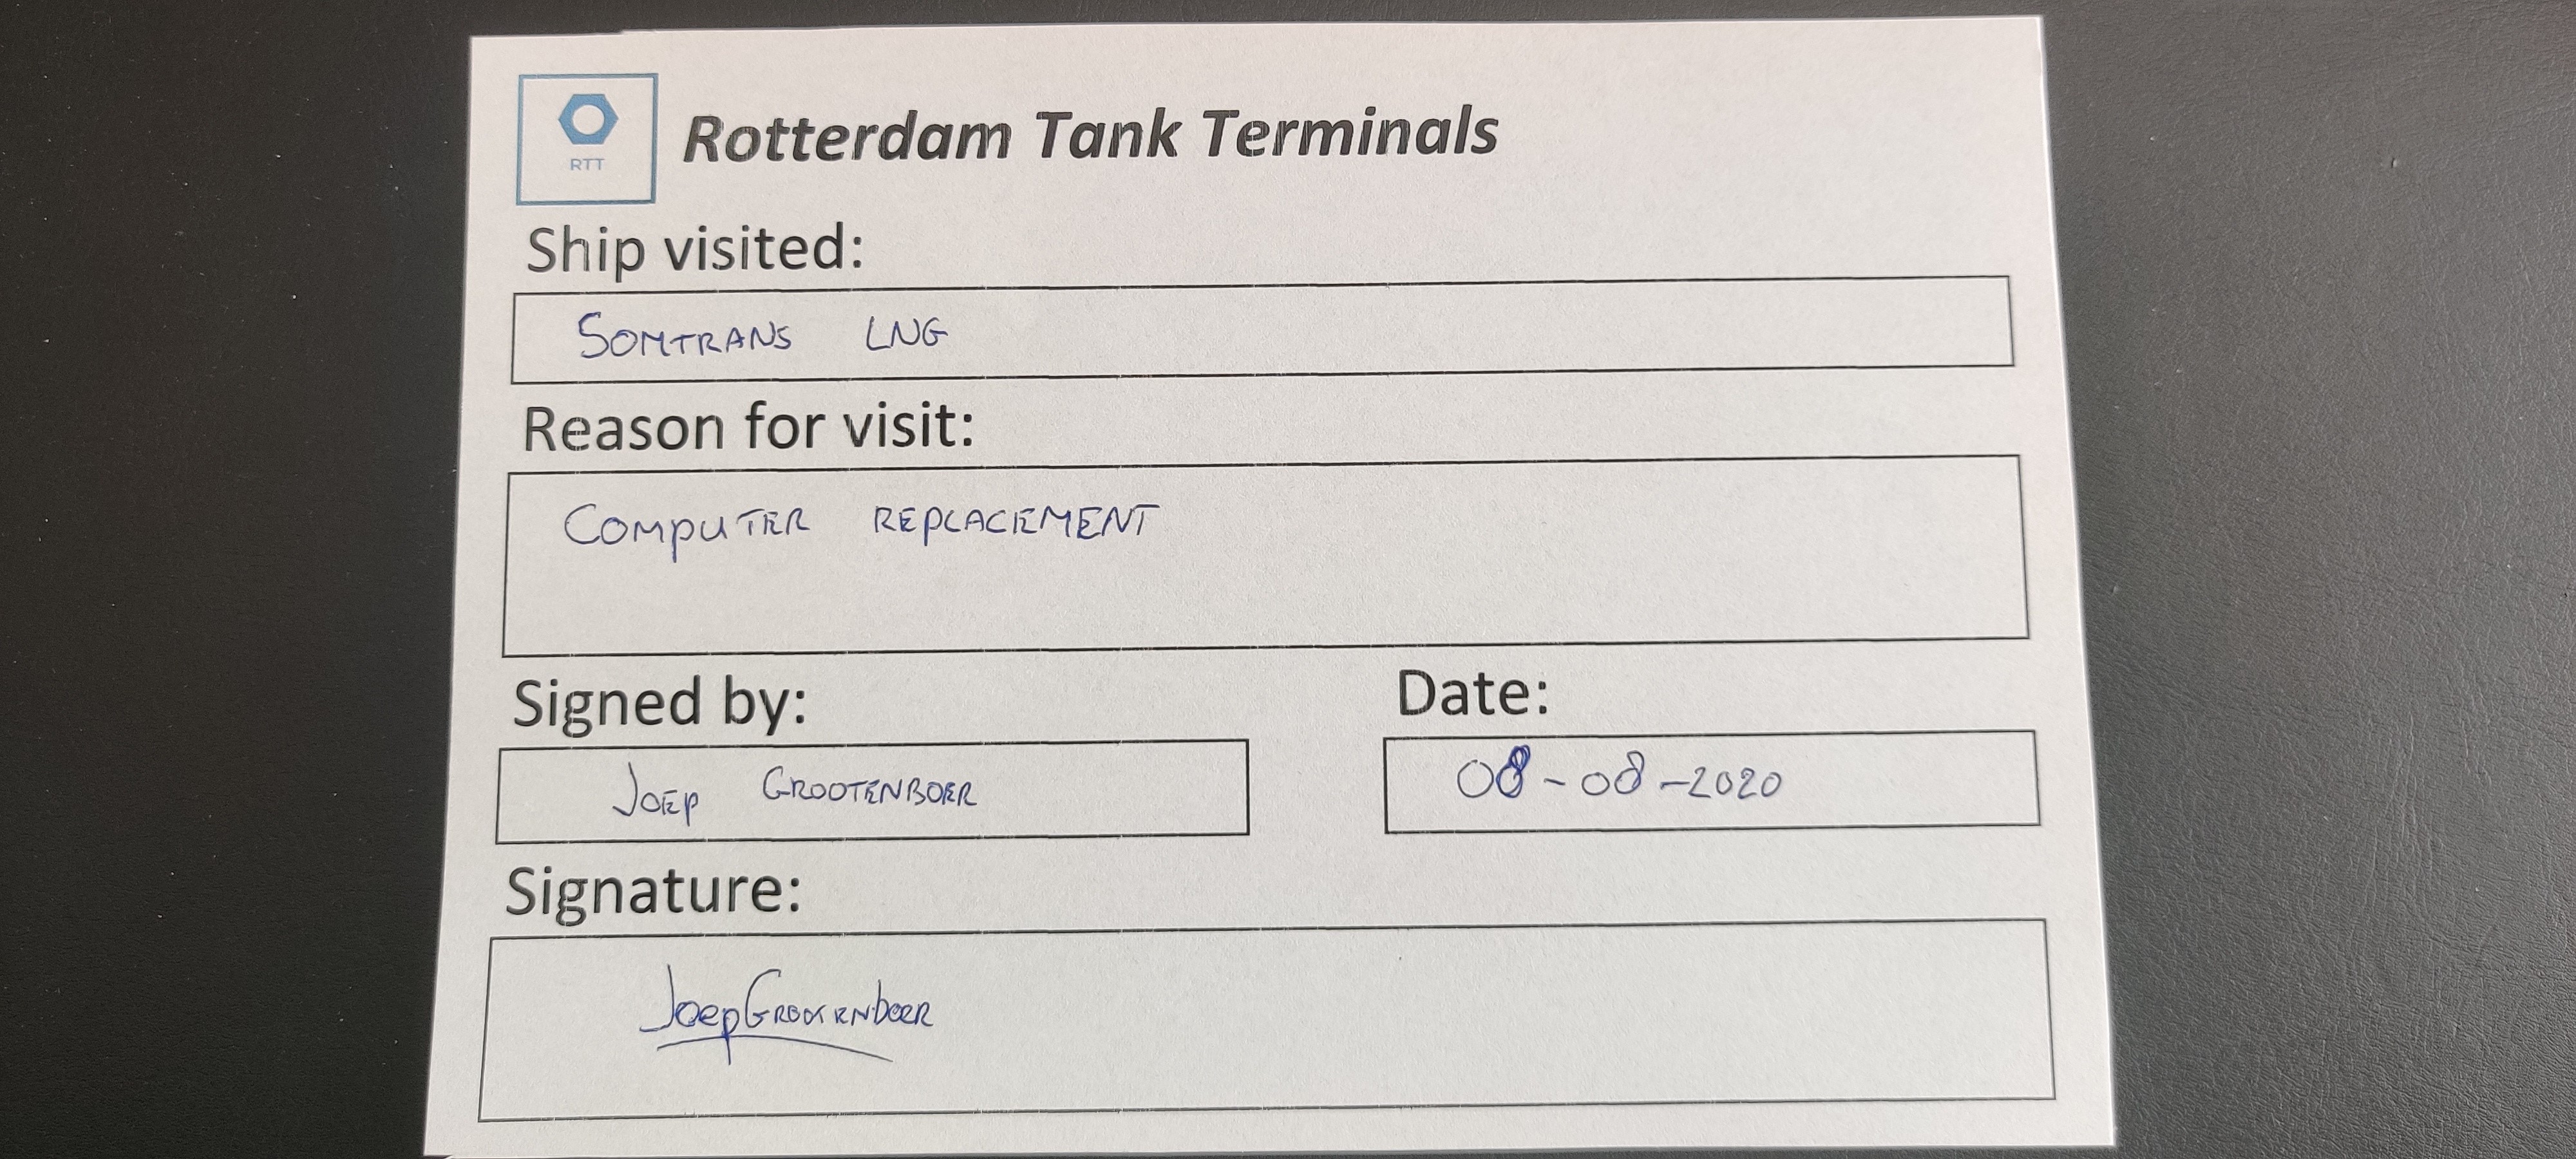 RTT
Rotterdam Tank Terminals
Ship visited:
SOMTRANS LNG
Reason for visit:
COMPUTER REPLACEMENT
Signed by:
JOEP GROOTENBOER
Date:
08-08-2020
Signature:
JoepGrootenboer